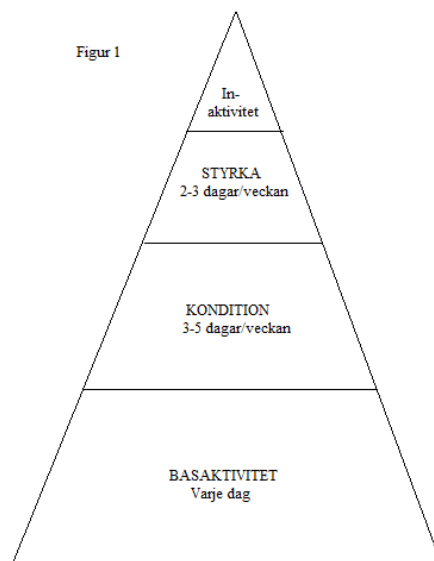 Figur 1
In-
aktivitet
STYRKA
2-3 dagar/veckan
KONDITION
3-5 dagar/veckan
BASAKTIVITET
Varje dag